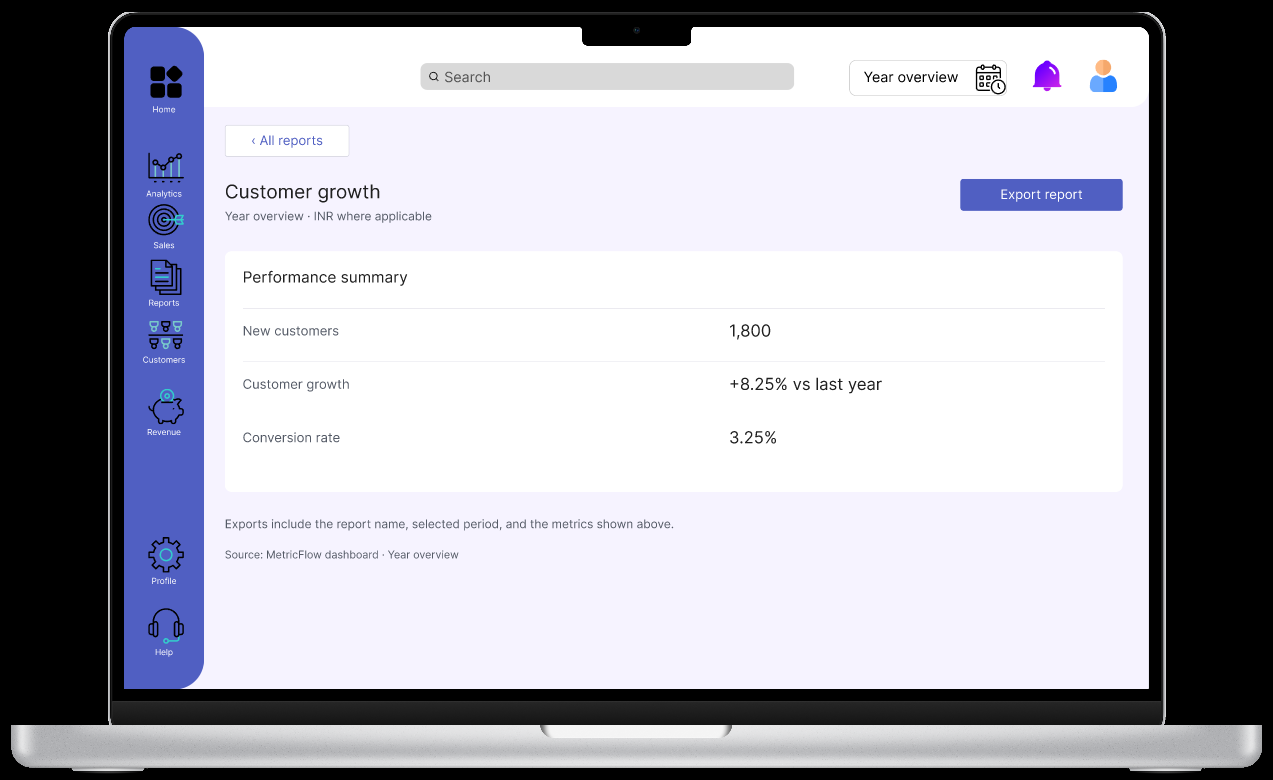 Search
Year overview
Home
Analytics
Sales
Reports
Customers
Revenue
Profile
Help
‹ All reports
Customer growth
Year overview · INR where applicable
Export report
Performance summary
New customers 1,800
Customer growth +8.25% vs last year
Conversion rate 3.25%
Exports include the report name, selected period, and the metrics shown above.
Source: MetricFlow dashboard · Year overview